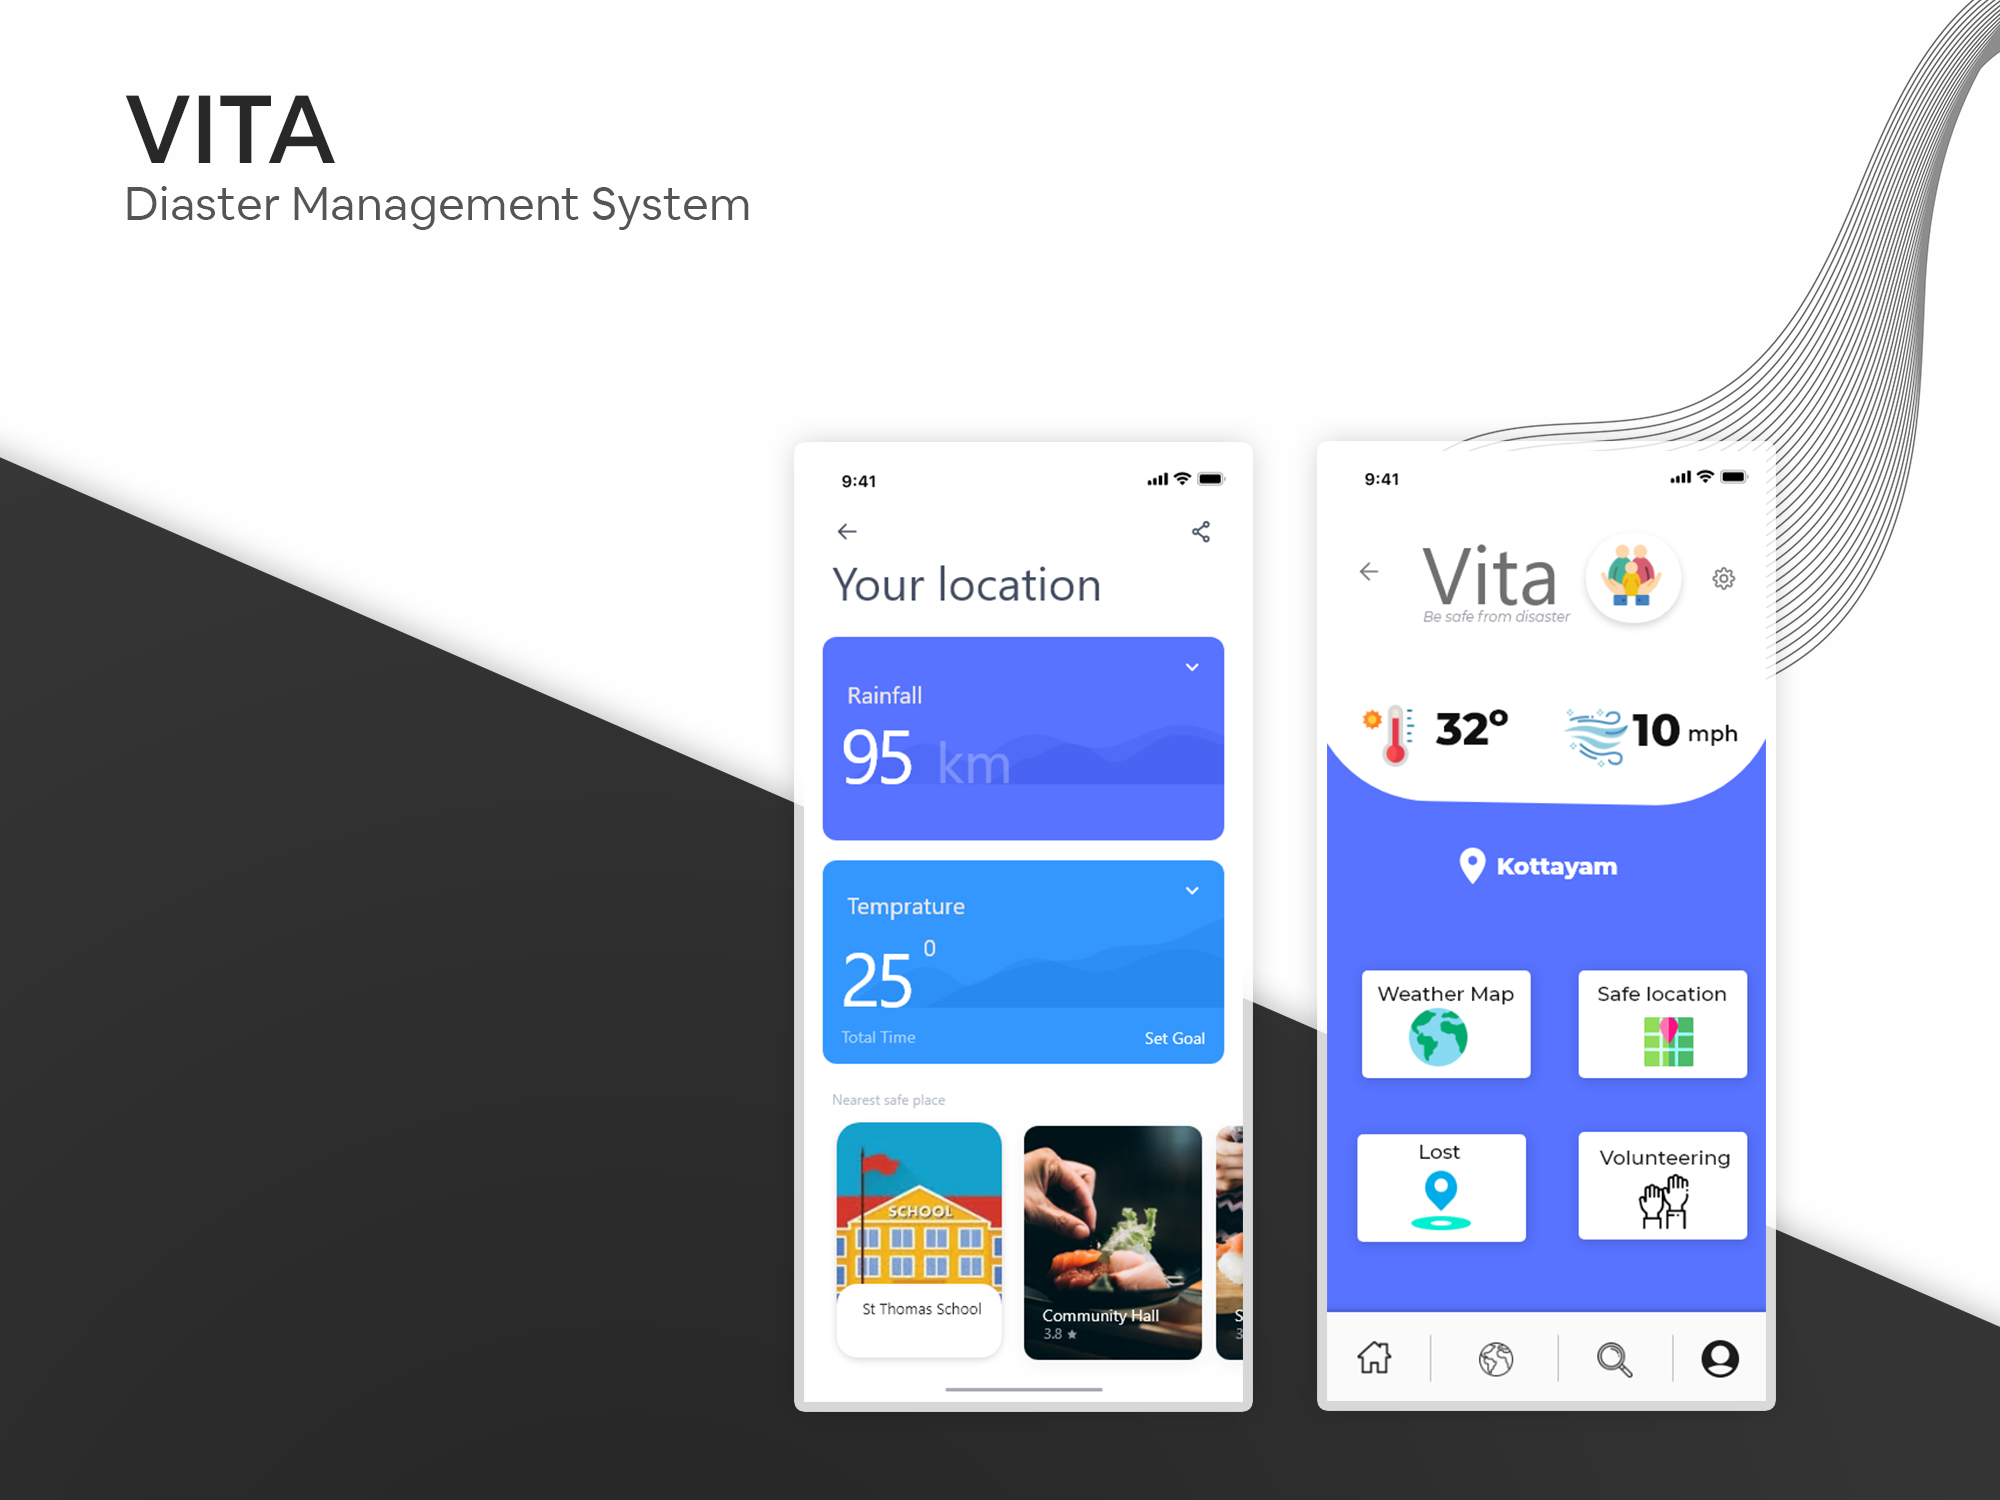 VITA
Diaster Management System
9:41
Your location
Rainfall
95 km
Temprature
25 0
Total Time
Set Goal
Nearest safe place
SCHOOL
St Thomas School
Community Hall
3.8 ★
S
3
9:41
Vita
Be safe from disaster
32º
10 mph
Kottayam
Weather Map
Safe location
Lost
Volunteering